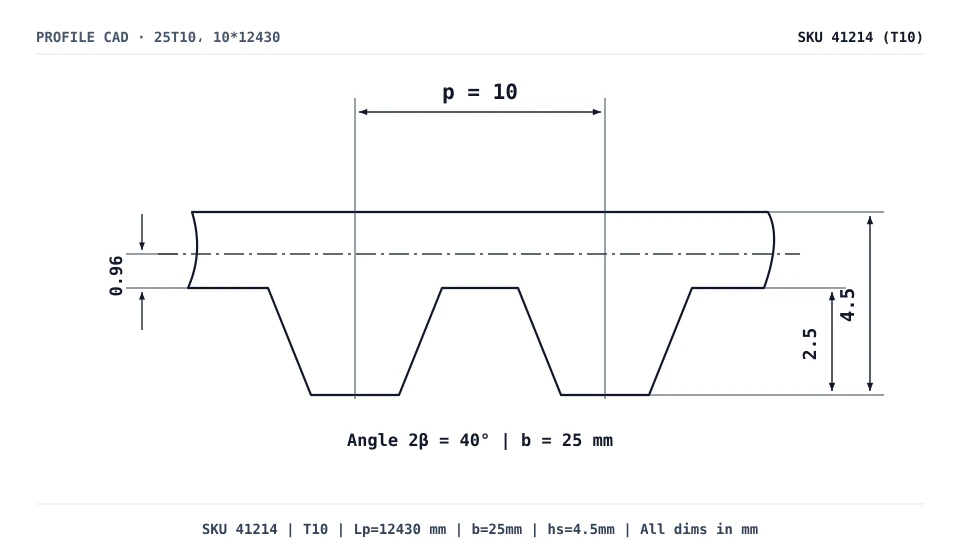 PROFILE CAD · 25T10، 10*12430
SKU 41214 (T10)
p = 10
0.96
4.5
2.5
Angle 2β = 40° | b = 25 mm
SKU 41214 | T10 | Lp=12430 mm | b=25mm | hs=4.5mm | All dims in mm